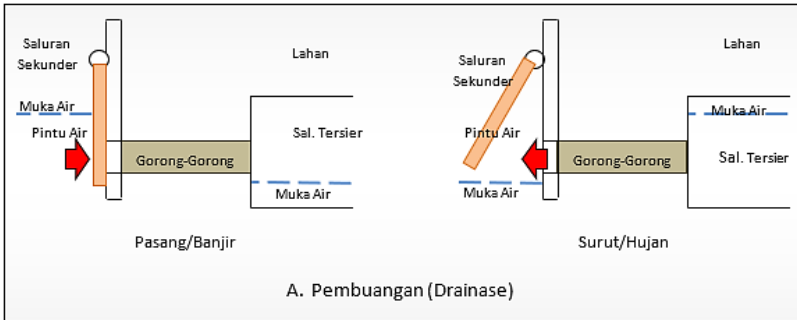 Saluran
Sekunder
Lahan
Muka Air
Pintu Air
Sal. Tersier
Gorong-Gorong
Muka Air
Pasang/Banjir
Lahan
Saluran
Sekunder
Muka Air
Pintu Air
Gorong-Gorong
Sal. Tersier
Muka Air
Surut/Hujan
A. Pembuangan (Drainase)